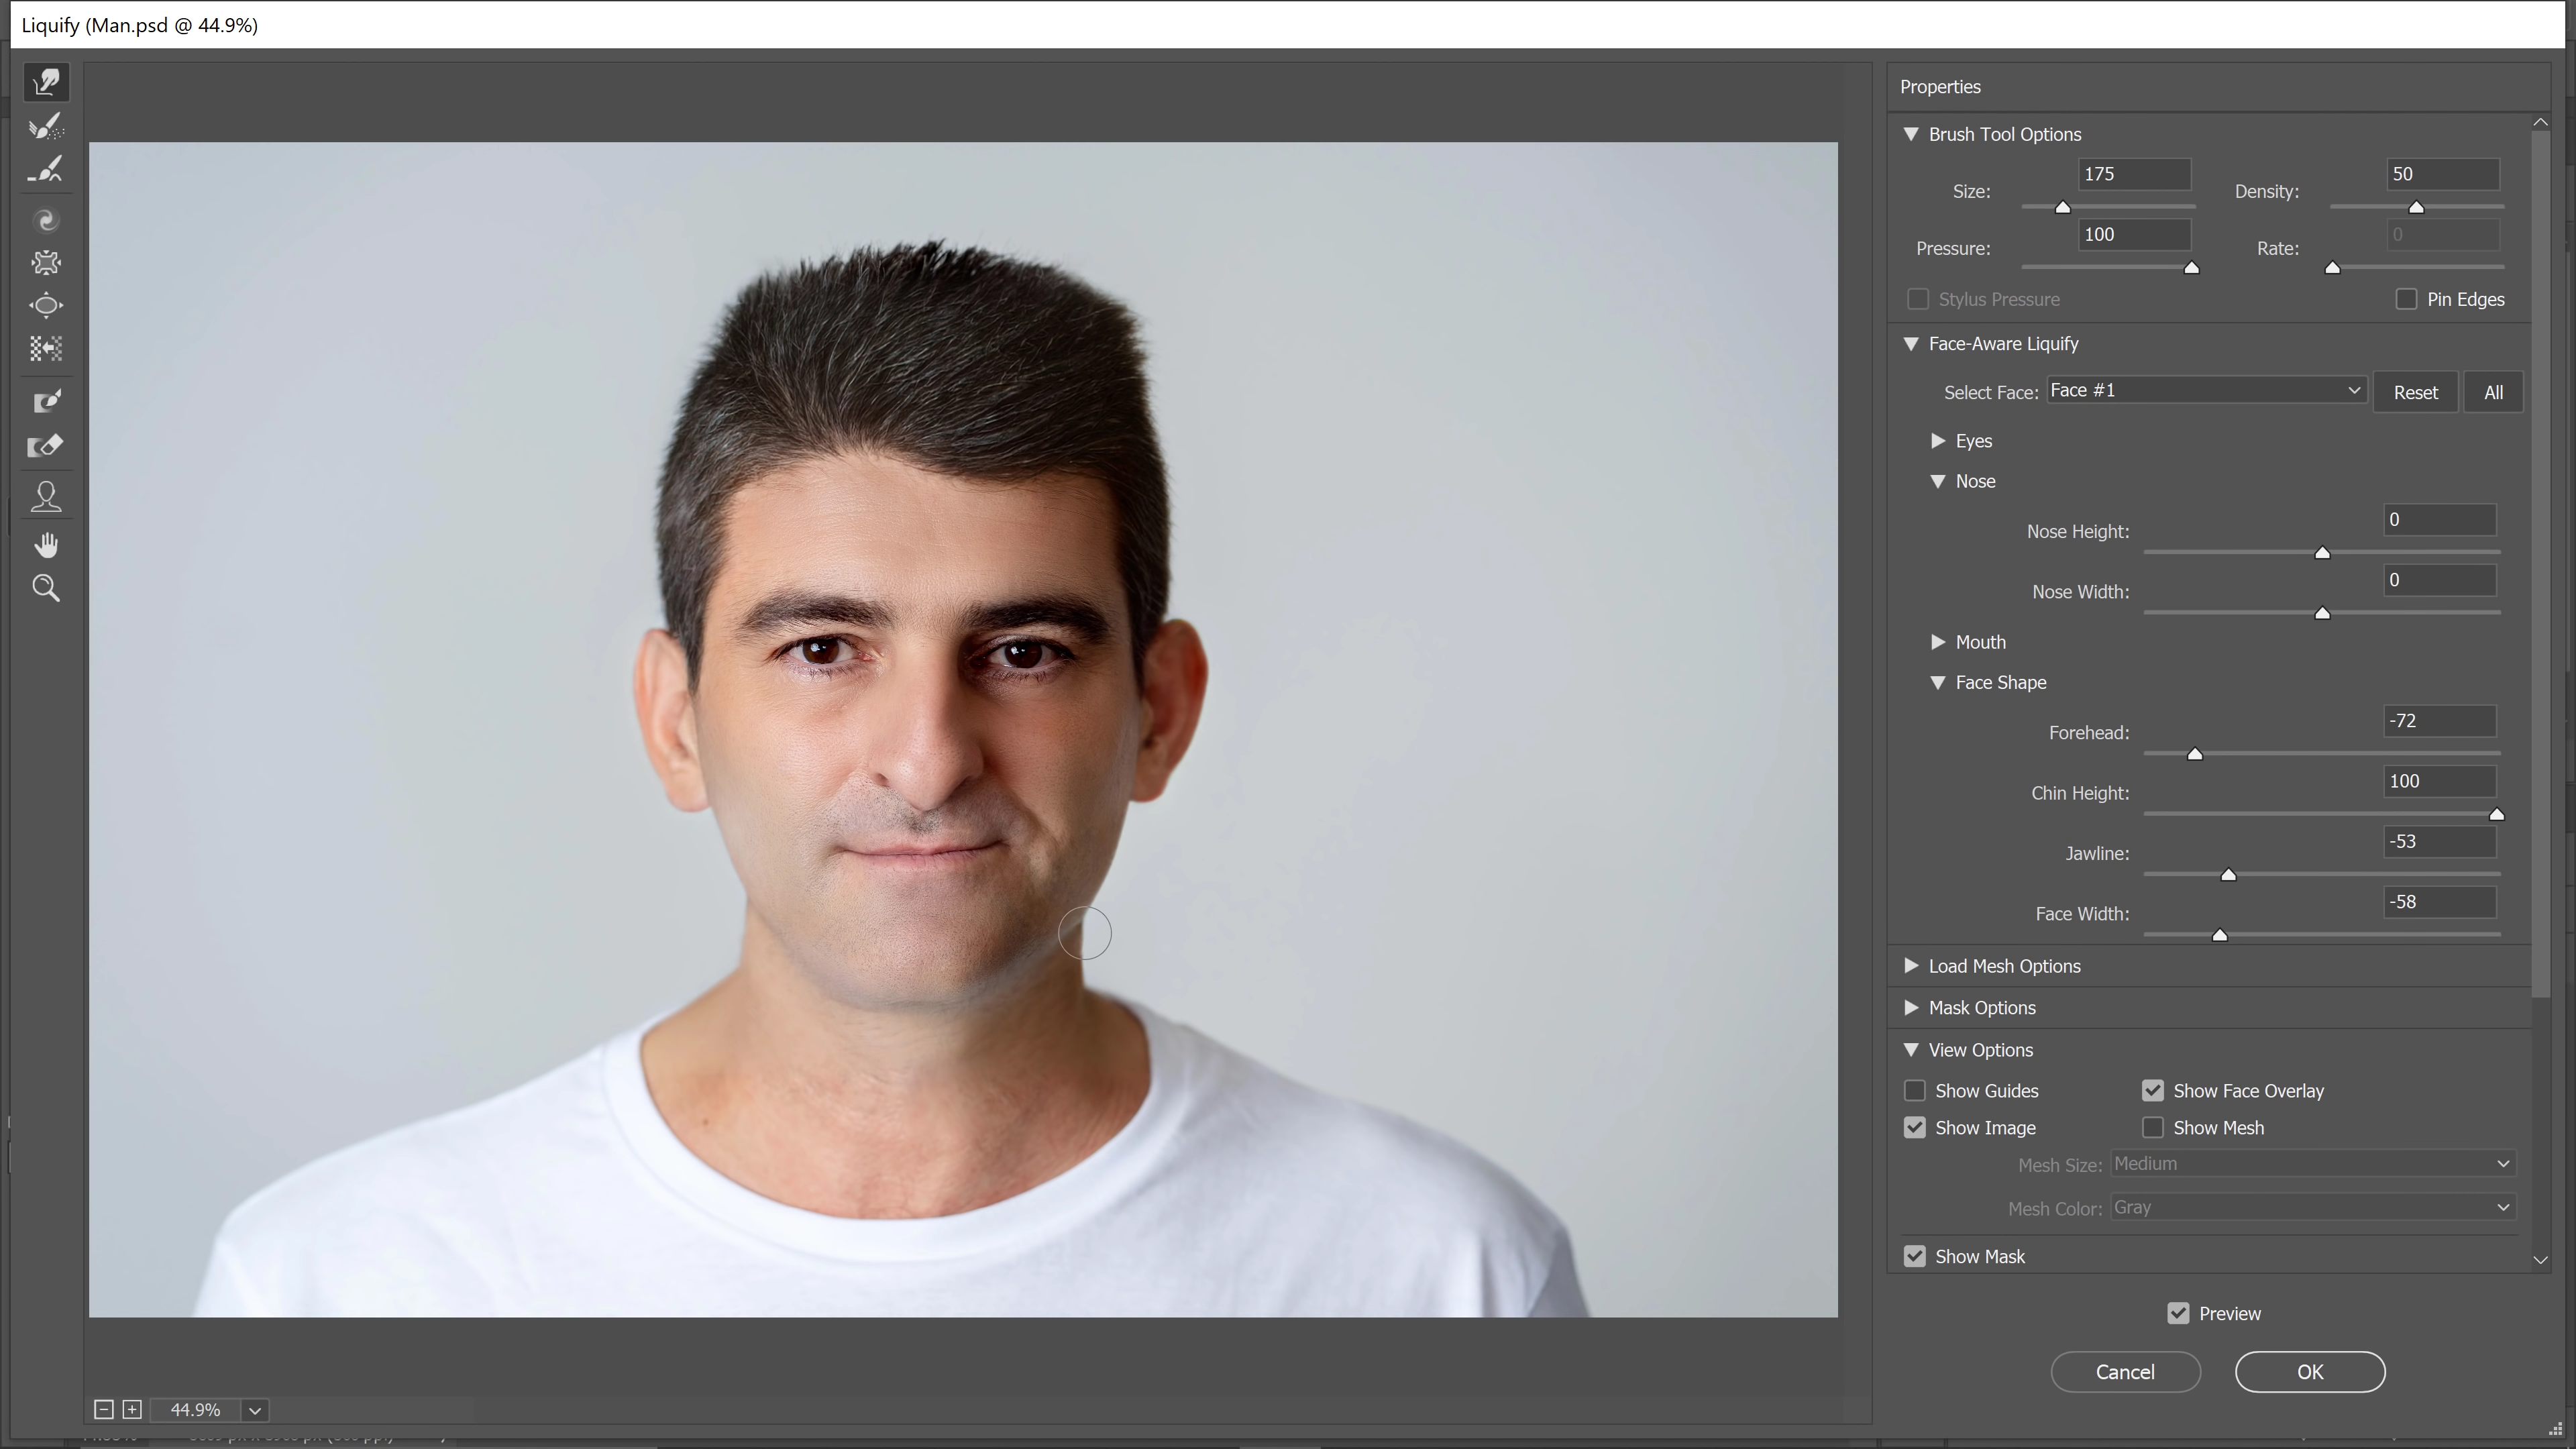 Liquify (Man.psd @ 44.9%)
Properties
Brush Tool Options
Size: 175 Density: 50
Pressure: 100 Rate: 0
Stylus Pressure Pin Edges
Face-Aware Liquify
Select Face: Face #1 Reset All
Eyes
Nose
Nose Height: 0
Nose Width: 0
Mouth
Face Shape
Forehead: -72
Chin Height: 100
Jawline: -53
Face Width: -58
Load Mesh Options
Mask Options
View Options
Show Guides Show Face Overlay
Show Image Show Mesh
Mesh Size: Medium
Mesh Color: Gray
Show Mask
Preview
Cancel OK
44.9%